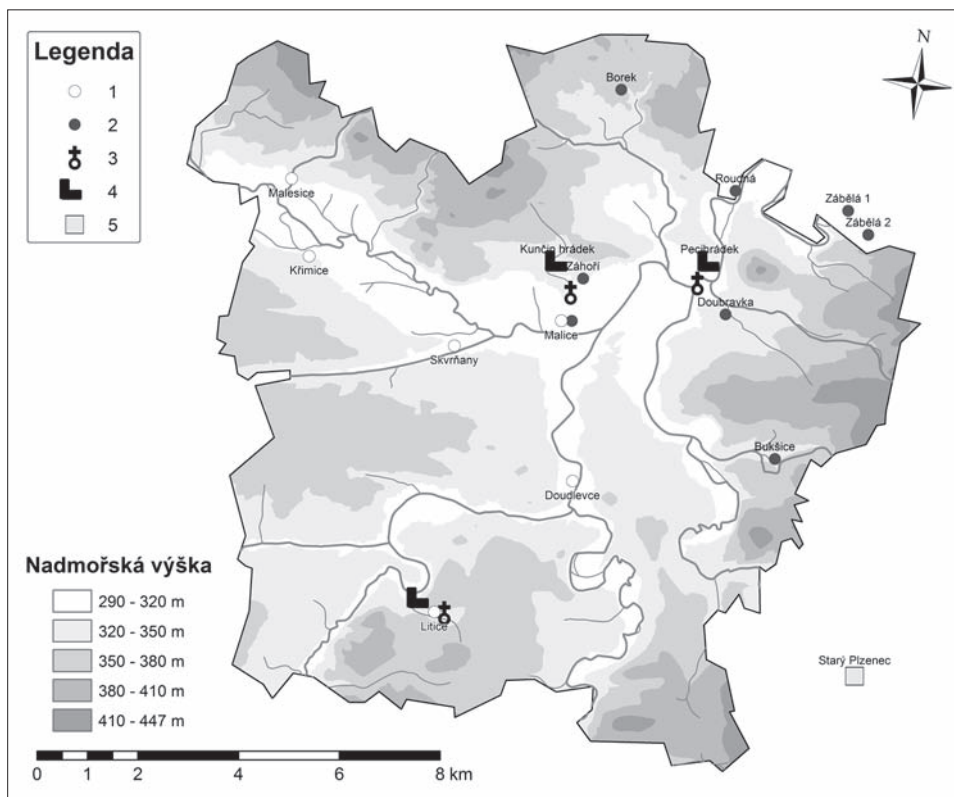 Legenda
1
2
3
4
5
N
Borek
Malesice
Roudná
Zábělá 1
Zábělá 2
Křimice
Kunčin hrádek
Záhoří
Pecihrádek
Doubravka
Malice
Skvrňany
Bukšice
Doudlevce
Litice
Starý Plzenec
Nadmořská výška
290 - 320 m
320 - 350 m
350 - 380 m
380 - 410 m
410 - 447 m
0 1 2 4 6 8 km